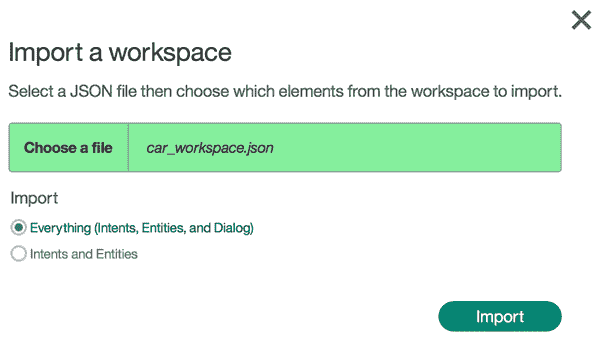 Import a workspace
Select a JSON file then choose which elements from the workspace to import.
Choose a file car_workspace.json
Import
Everything (Intents, Entities, and Dialog)
Intents and Entities
Import